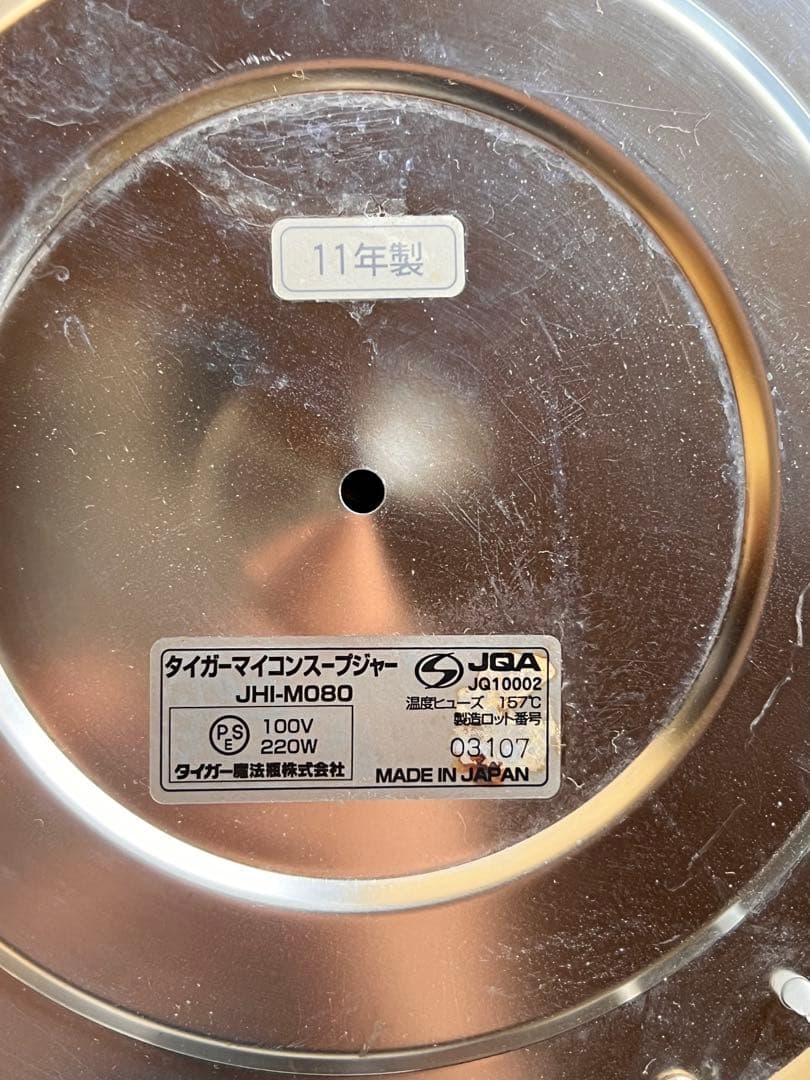 11年製
タイガーマイコンスープジャー
JHI-M080
JQA
JQ10002
温度ヒューズ 157℃
製造ロット番号
03107
PSE
100V
220W
タイガー魔法瓶株式会社
MADE IN JAPAN